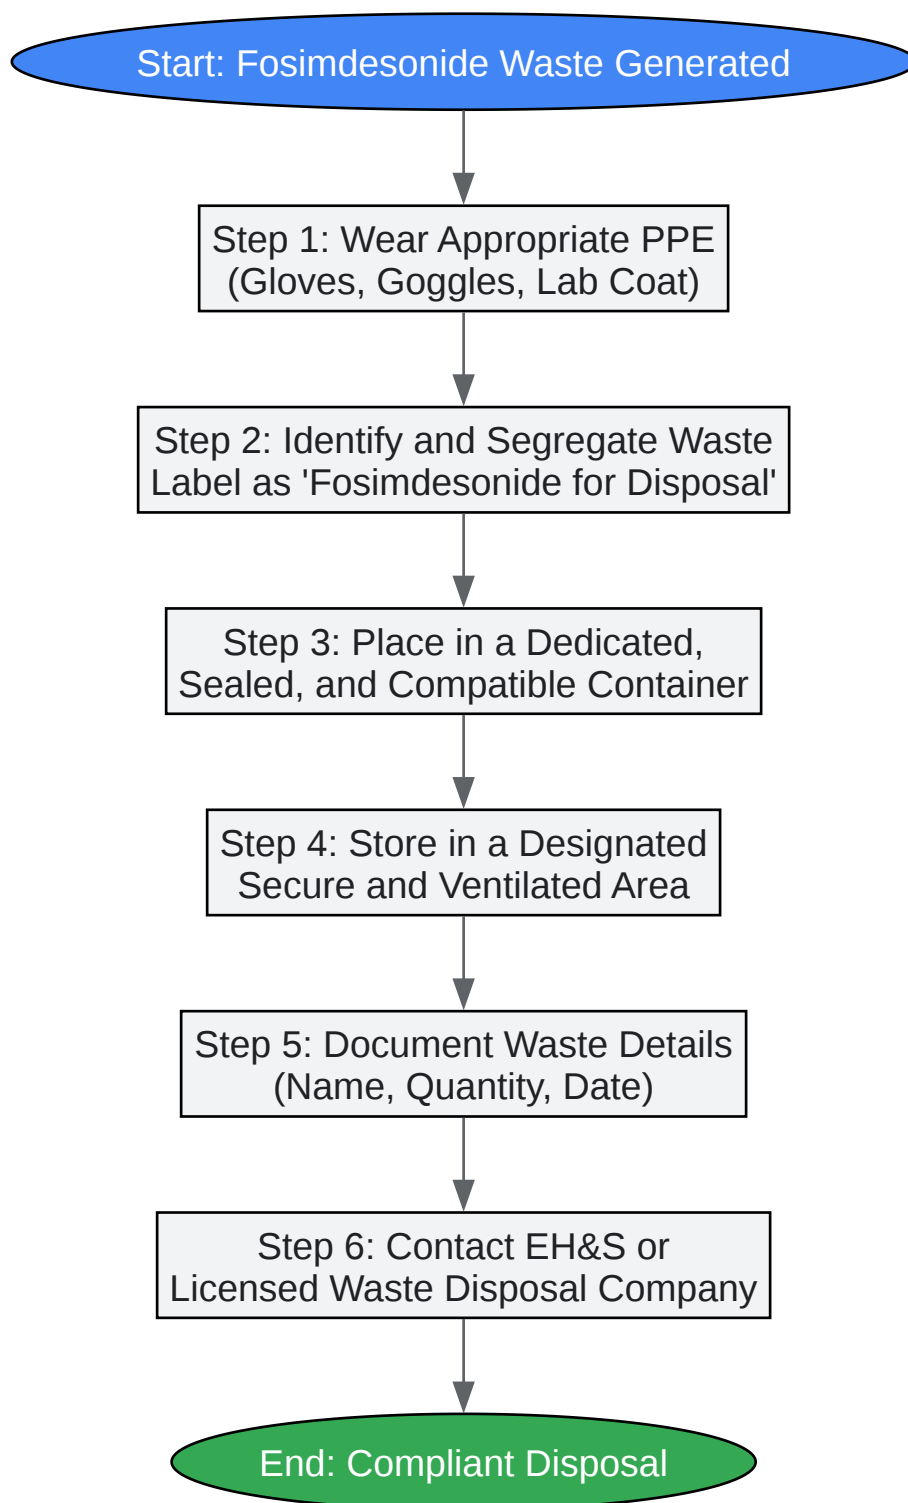 Start: Fosimdesonide Waste Generated
Step 1: Wear Appropriate PPE
(Gloves, Goggles, Lab Coat)
Step 2: Identify and Segregate Waste
Label as 'Fosimdesonide for Disposal'
Step 3: Place in a Dedicated,
Sealed, and Compatible Container
Step 4: Store in a Designated
Secure and Ventilated Area
Step 5: Document Waste Details
(Name, Quantity, Date)
Step 6: Contact EH&S or
Licensed Waste Disposal Company
End: Compliant Disposal